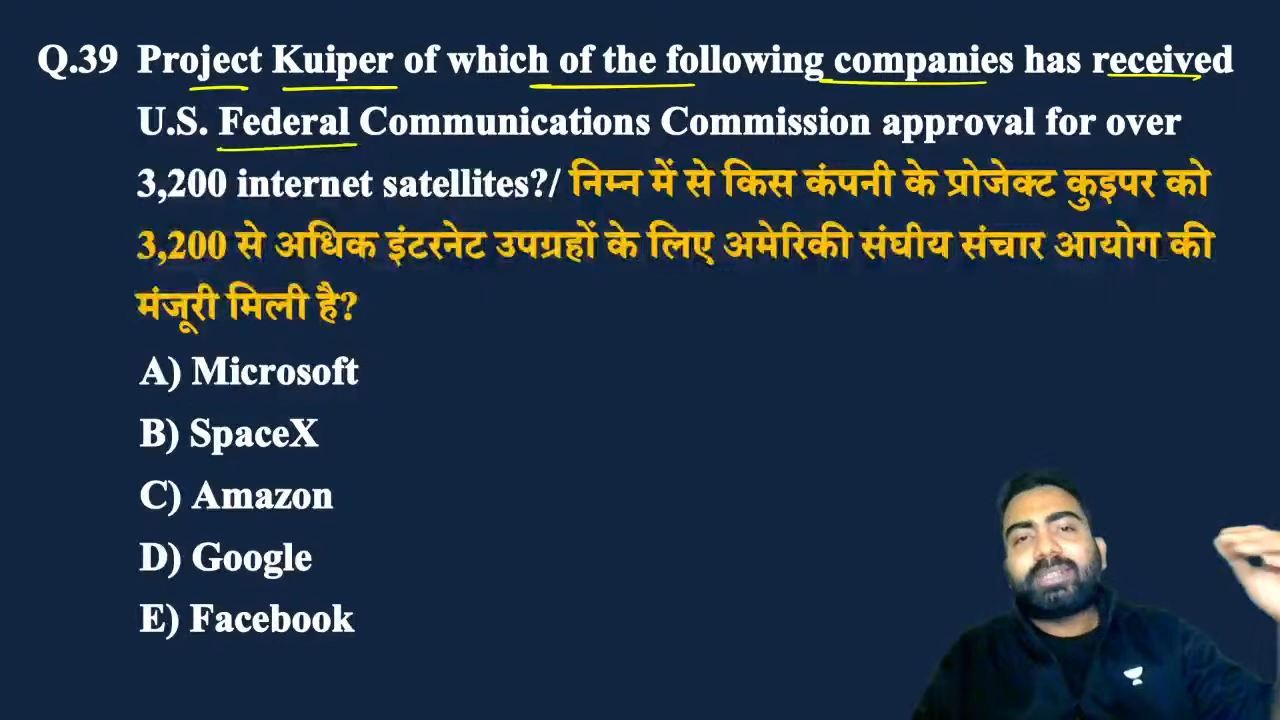 Q.39 Project Kuiper of which of the following companies has received
U.S. Federal Communications Commission approval for over
3,200 internet satellites?/ निम्न में से किस कंपनी के प्रोजेक्ट कुइपर को
3,200 से अधिक इंटरनेट उपग्रहों के लिए अमेरिकी संघीय संचार आयोग की
मंजूरी मिली है?
A) Microsoft
B) SpaceX
C) Amazon
D) Google
E) Facebook